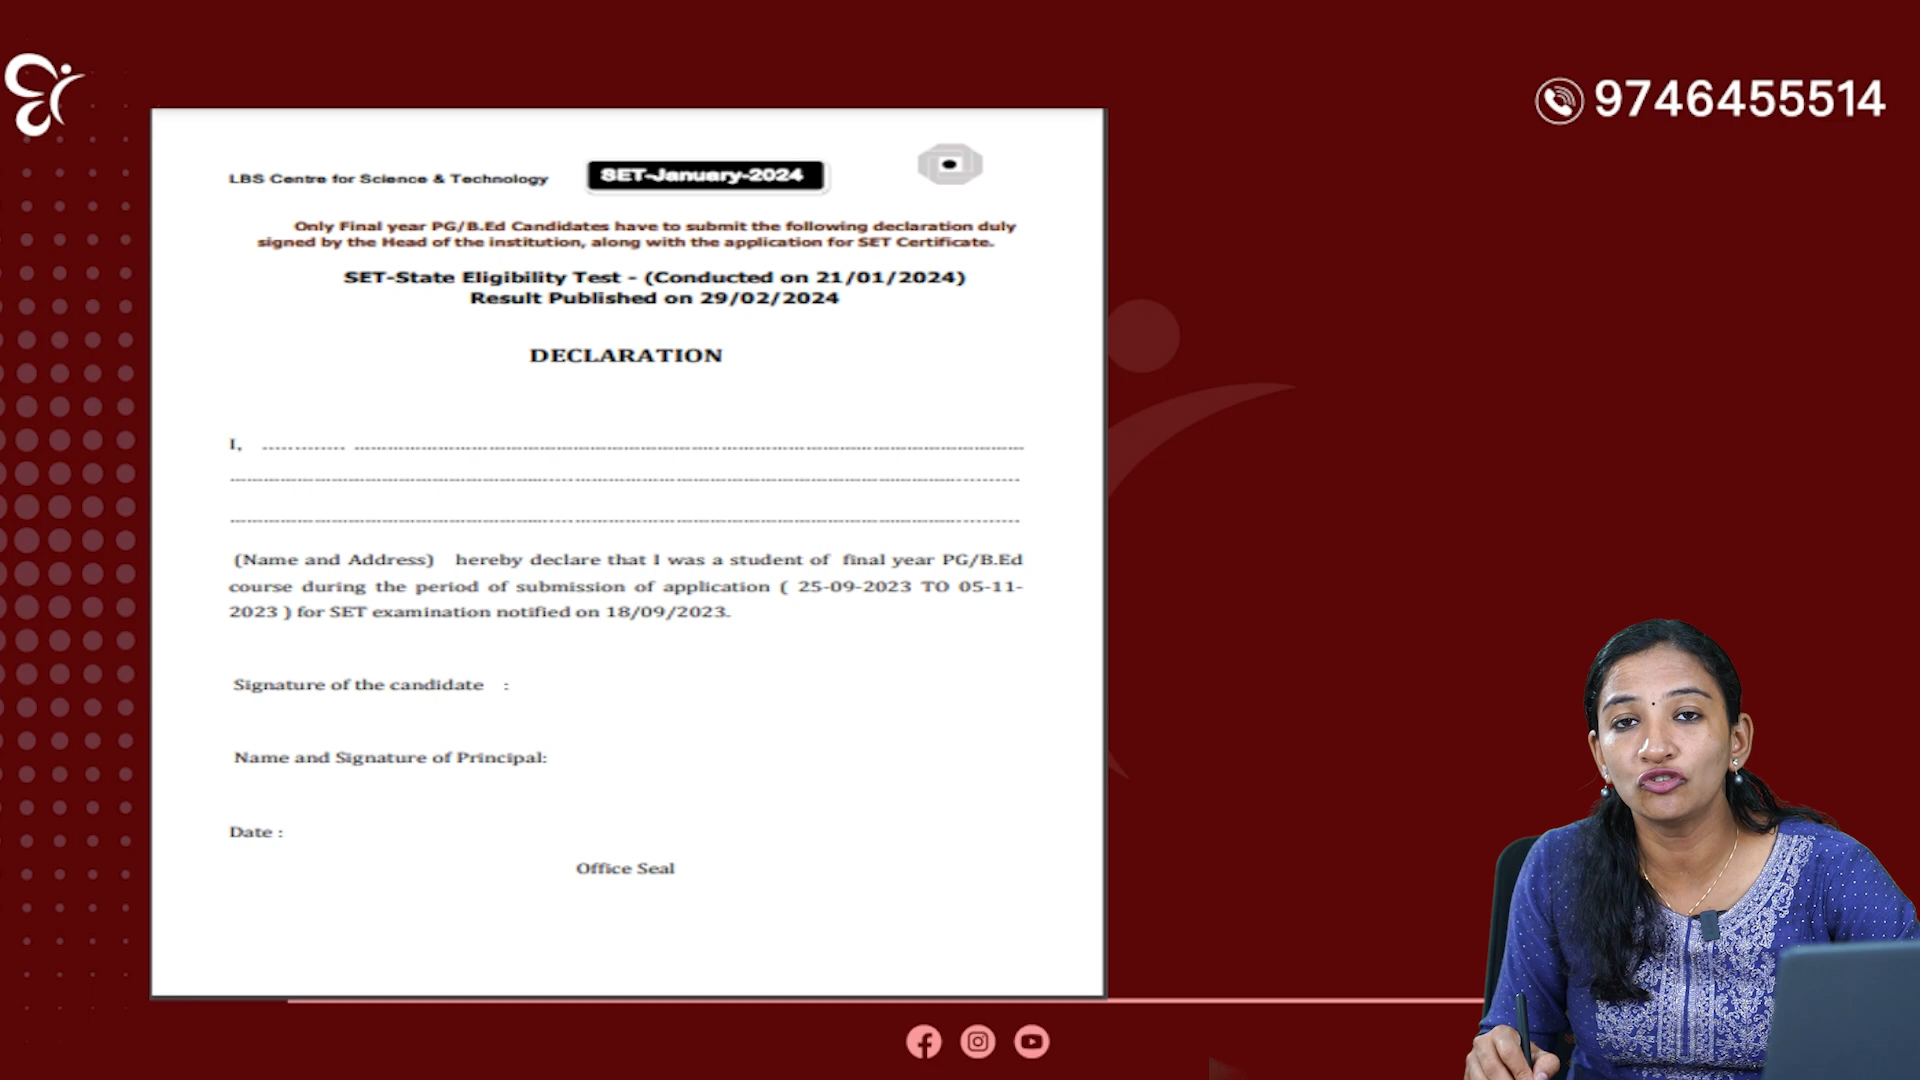 9746455514
LBS Centre for Science & Technology
SET-January-2024
Only Final year PG/B.Ed Candidates have to submit the following declaration duly
signed by the Head of the institution, along with the application for SET Certificate.
SET-State Eligibility Test - (Conducted on 21/01/2024)
Result Published on 29/02/2024
DECLARATION
I, ............ ................................................................................
................................................................................
................................................................................
(Name and Address) hereby declare that I was a student of final year PG/B.Ed
course during the period of submission of application ( 25-09-2023 TO 05-11-
2023 ) for SET examination notified on 18/09/2023.
Signature of the candidate :
Name and Signature of Principal:
Date :
Office Seal